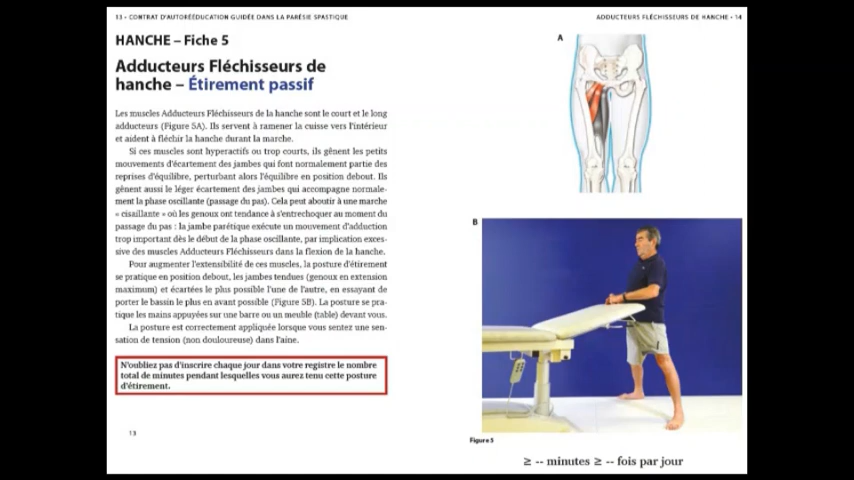 13 • CONTRAT D'AUTORÉÉDUCATION GUIDÉE DANS LA PARÉSIE SPASTIQUE
ADDUCTEURS FLÉCHISSEURS DE HANCHE • 14
HANCHE – Fiche 5
Adducteurs Fléchisseurs de
hanche – Étirement passif
Les muscles Adducteurs Fléchisseurs de la hanche sont le court et le long
adducteurs (Figure 5A). Ils servent à ramener la cuisse vers l'intérieur
et aident à fléchir la hanche durant la marche.
Si ces muscles sont hyperactifs ou trop courts, ils gênent les petits
mouvements d'écartement des jambes qui font normalement partie des
réactions d'équilibre, perturbant alors l'équilibre en position debout. Ils
gênent aussi le léger écartement des jambes qui accompagne normale-
ment la phase oscillante (passage du pas). Cela peut aboutir à une marche
« cisaillante » où les genoux ont tendance à s'entrechoquer au moment du
passage du pas : la jambe parétique exécute un mouvement d'adduction
trop important dès le début de la phase oscillante, par implication exces-
sive des muscles Adducteurs Fléchisseurs dans la flexion de la hanche.
Pour augmenter l'extensibilité de ces muscles, la posture d'étirement
se pratique en position debout, les jambes tendues (genoux en extension
maximum) et écartées le plus possible l'une de l'autre, en essayant de
porter le bassin le plus en avant possible (Figure 5B). La posture se pra-
tique les mains appuyées sur une barre ou un meuble (table) devant vous.
La posture est correctement appliquée lorsque vous sentez une sen-
sation de tension (non douloureuse) dans l'aine.
N'oubliez pas d'inscrire chaque jour dans votre registre le nombre
total de minutes pendant lesquelles vous aurez tenu cette posture
d'étirement.
13
A
B
Figure 5
≥ -- minutes ≥ -- fois par jour